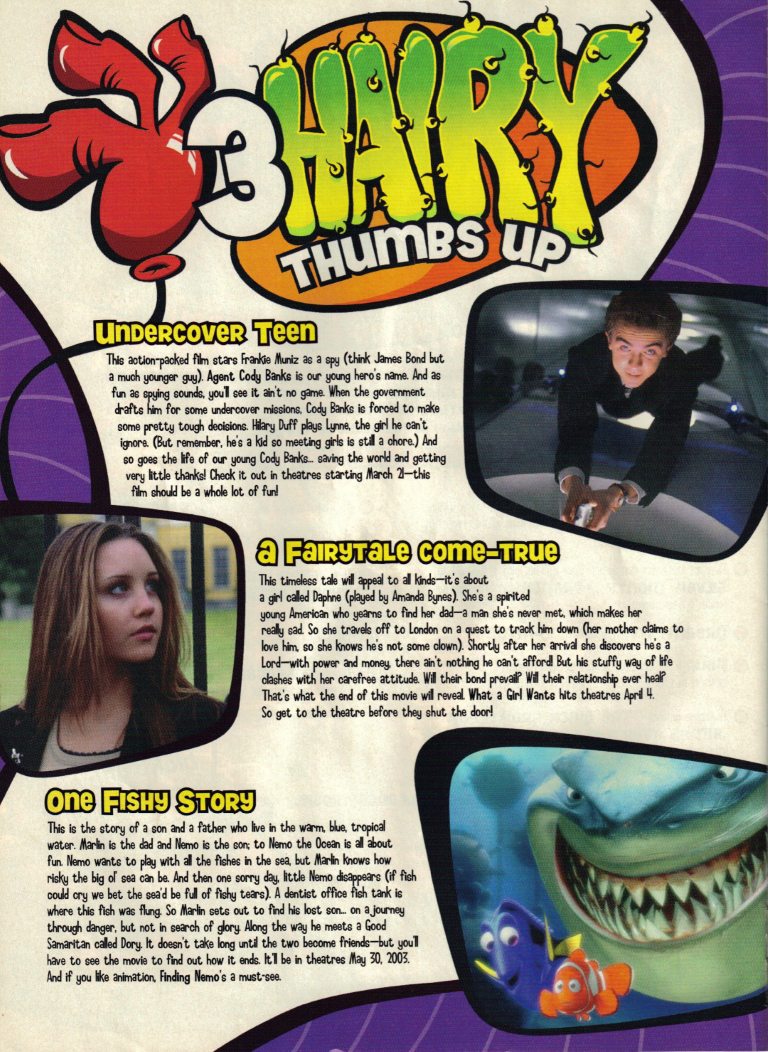 3 HAIRY
THUMBS UP
Undercover Teen
This action-packed film stars Frankie Muniz as a spy (think James Bond but
a much younger guy). Agent Cody Banks is our young hero's name. And as
fun as spying sounds, you'll see it ain't no game. When the government
drafts him for some undercover missions, Cody Banks is forced to make
some pretty tough decisions. Hilary Duff plays Lynne, the girl he can't
ignore. (But remember, he's a kid so meeting girls is still a chore.) And
so goes the life of our young Cody Banks... saving the world and getting
very little thanks! Check it out in theatres starting March 21—this
film should be a whole lot of fun!
a Fairytale come-true
This timeless tale will appeal to all kinds—it's about
a girl called Daphne (played by Amanda Bynes). She's a spirited
young American who yearns to find her dad—a man she's never met, which makes her
really sad. So she travels off to London on a quest to track him down (her mother claims to
love him, so she knows he's not some clown). Shortly after her arrival she discovers he's a
Lord—with power and money, there ain't nothing he can't afford! But his stuffy way of life
clashes with her carefree attitude. Will their bond prevail? Will their relationship ever heal?
That's what the end of this movie will reveal. What a Girl Wants hits theatres April 4.
So get to the theatre before they shut the door!
One Fishy Story
This is the story of a son and a father who live in the warm, blue, tropical
water. Marlin is the dad and Nemo is the son; to Nemo the Ocean is all about
fun. Nemo wants to play with all the fishes in the sea, but Marlin knows how
risky the big ol' sea can be. And then one sorry day, little Nemo disappears (if fish
could cry we bet the sea'd be full of fishy tears). A dentist office fish tank is
where this fish was flung. So Marlin sets out to find his lost son... on a journey
through danger, but not in search of glory. Along the way he meets a Good
Samaritan called Dory. It doesn't take long until the two become friends—but you'll
have to see the movie to find out how it ends. It'll be in theatres May 30, 2003.
And if you like animation, Finding Nemo's a must-see.